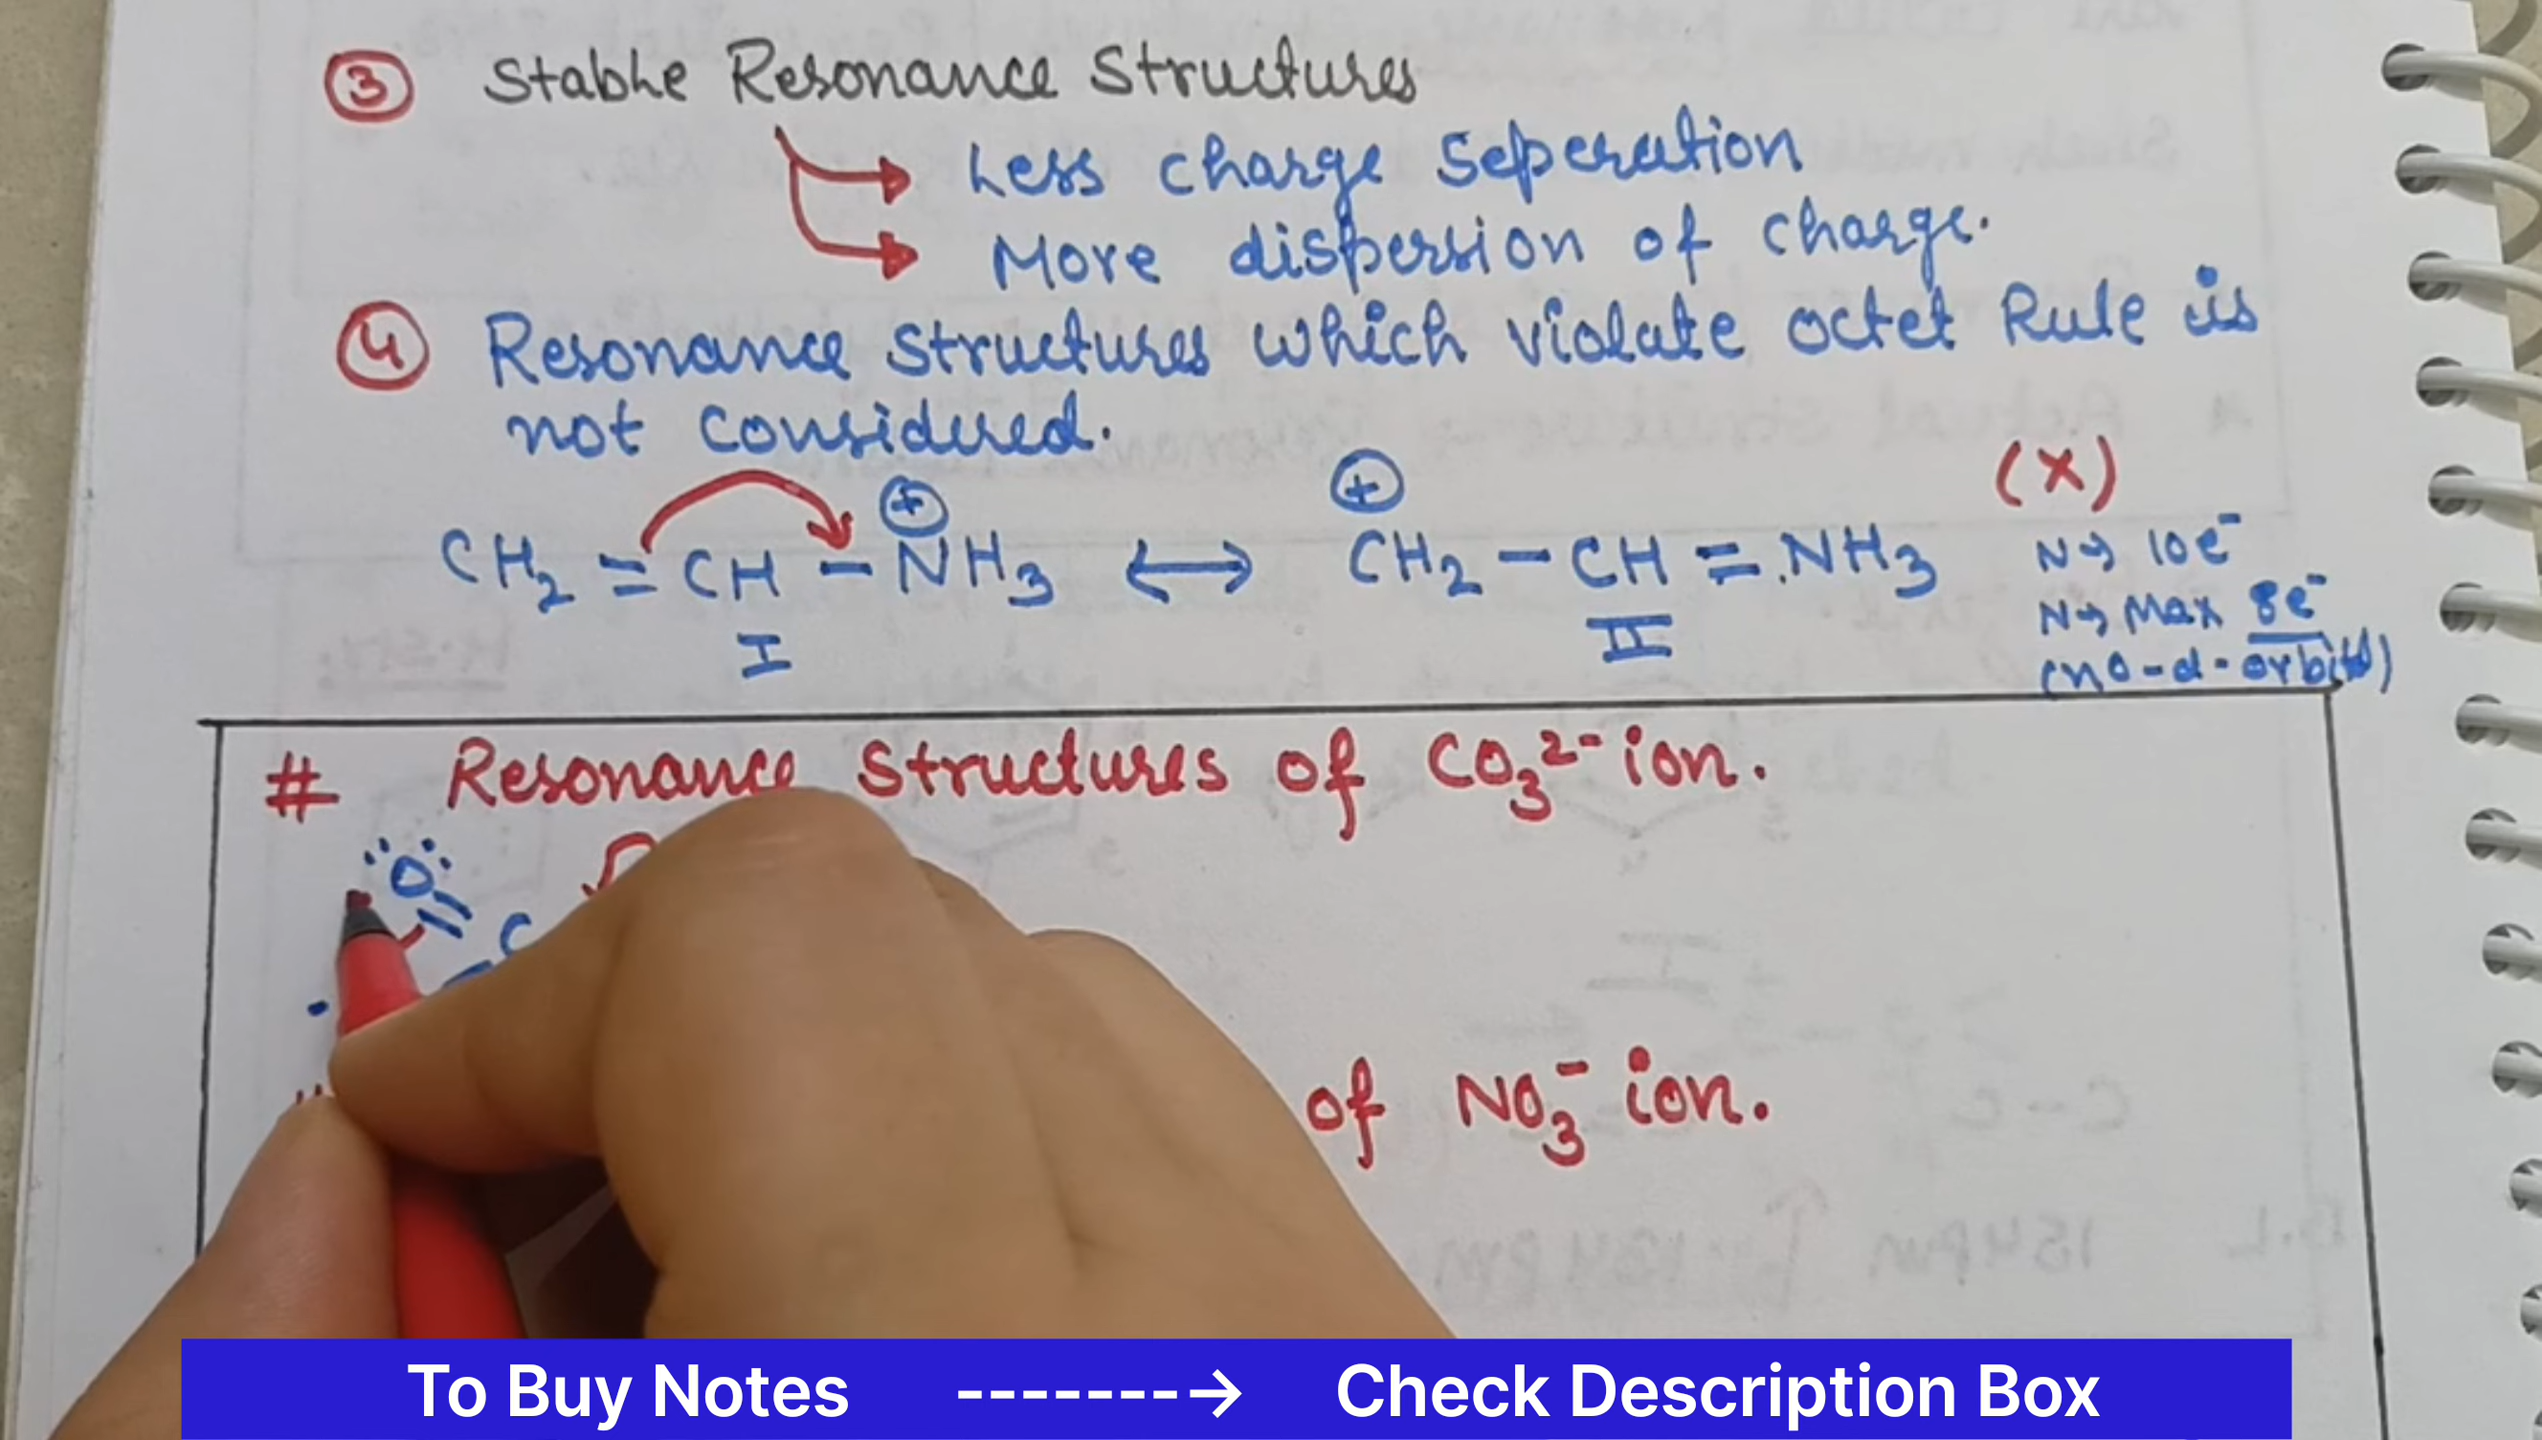 ③ Stable Resonance Structures
→ Less charge Seperation
→ More dispersion of charge.
④ Resonance structures which violate octet Rule is
not considered.
(×)
⊕ ⊕
CH₂ = CH – NH₃ ⟷ CH₂ – CH = NH₃
N→ 10e⁻
N→ Max 8e⁻
(no-d-orbital)
I II
# Resonance Structures of CO₃²⁻ ion.
O
C
of NO₃⁻ ion.
To Buy Notes -------→ Check Description Box